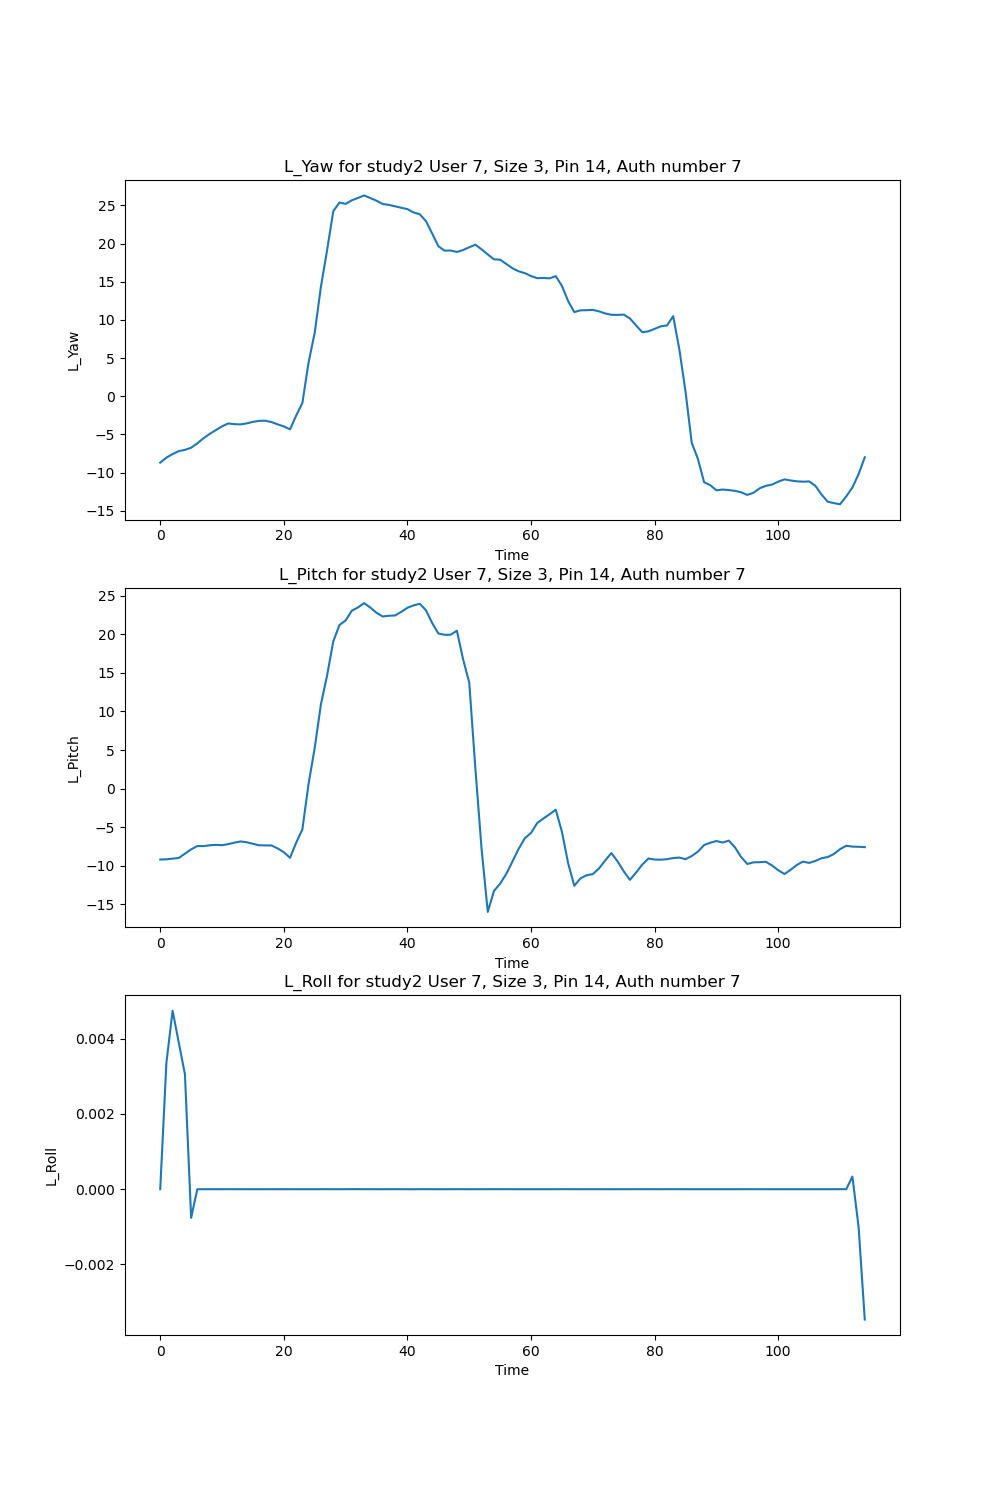 L_Yaw for study2 User 7, Size 3, Pin 14, Auth number 7
25
20
15
10
5
0
−5
−10
−15
L_Yaw
0 20 40 60 80 100
Time
L_Pitch for study2 User 7, Size 3, Pin 14, Auth number 7
25
20
15
10
5
0
−5
−10
−15
L_Pitch
0 20 40 60 80 100
Time
L_Roll for study2 User 7, Size 3, Pin 14, Auth number 7
0.004
0.002
0.000
−0.002
L_Roll
0 20 40 60 80 100
Time